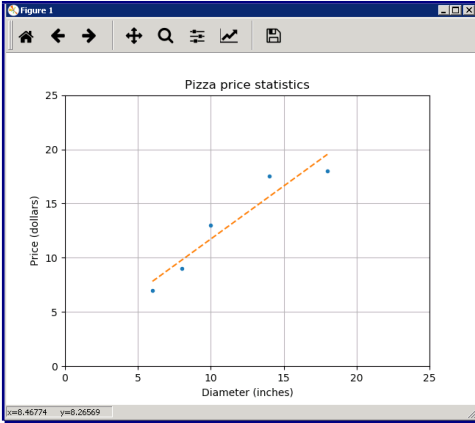 Figure 1
Pizza price statistics
Price (dollars)
25
20
15
10
5
0
0 5 10 15 20 25
Diameter (inches)
x=8.46774 y=8.26569